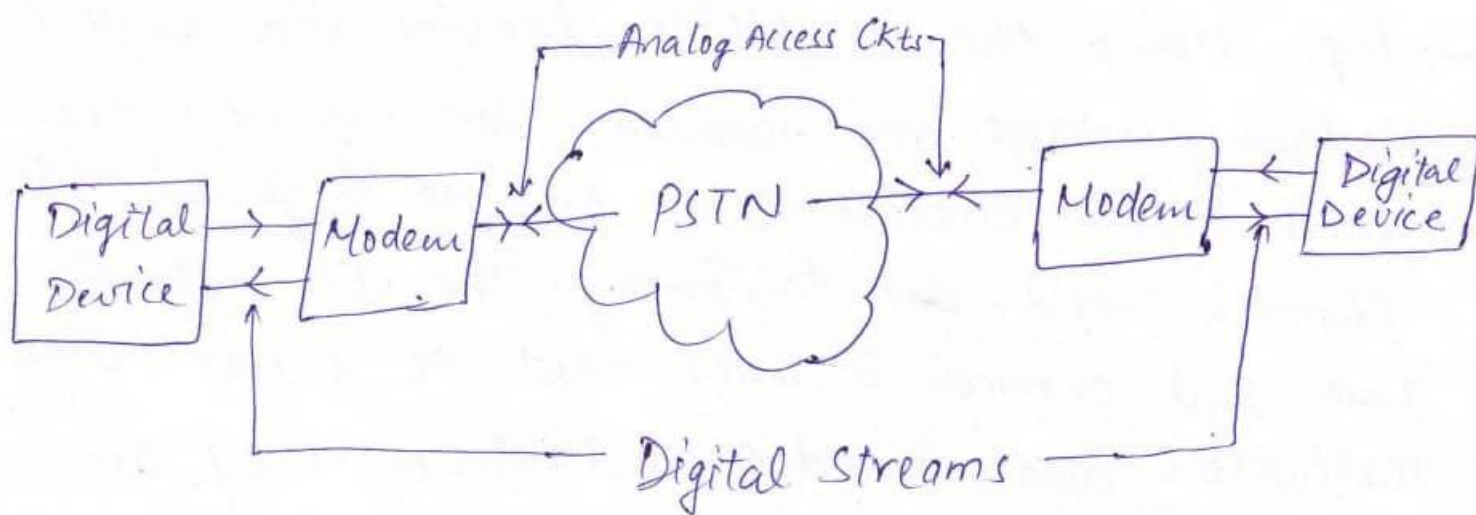 Analog Access Ckts
Digital
Device
Modem
PSTN
Modem
Digital
Device
Digital Streams